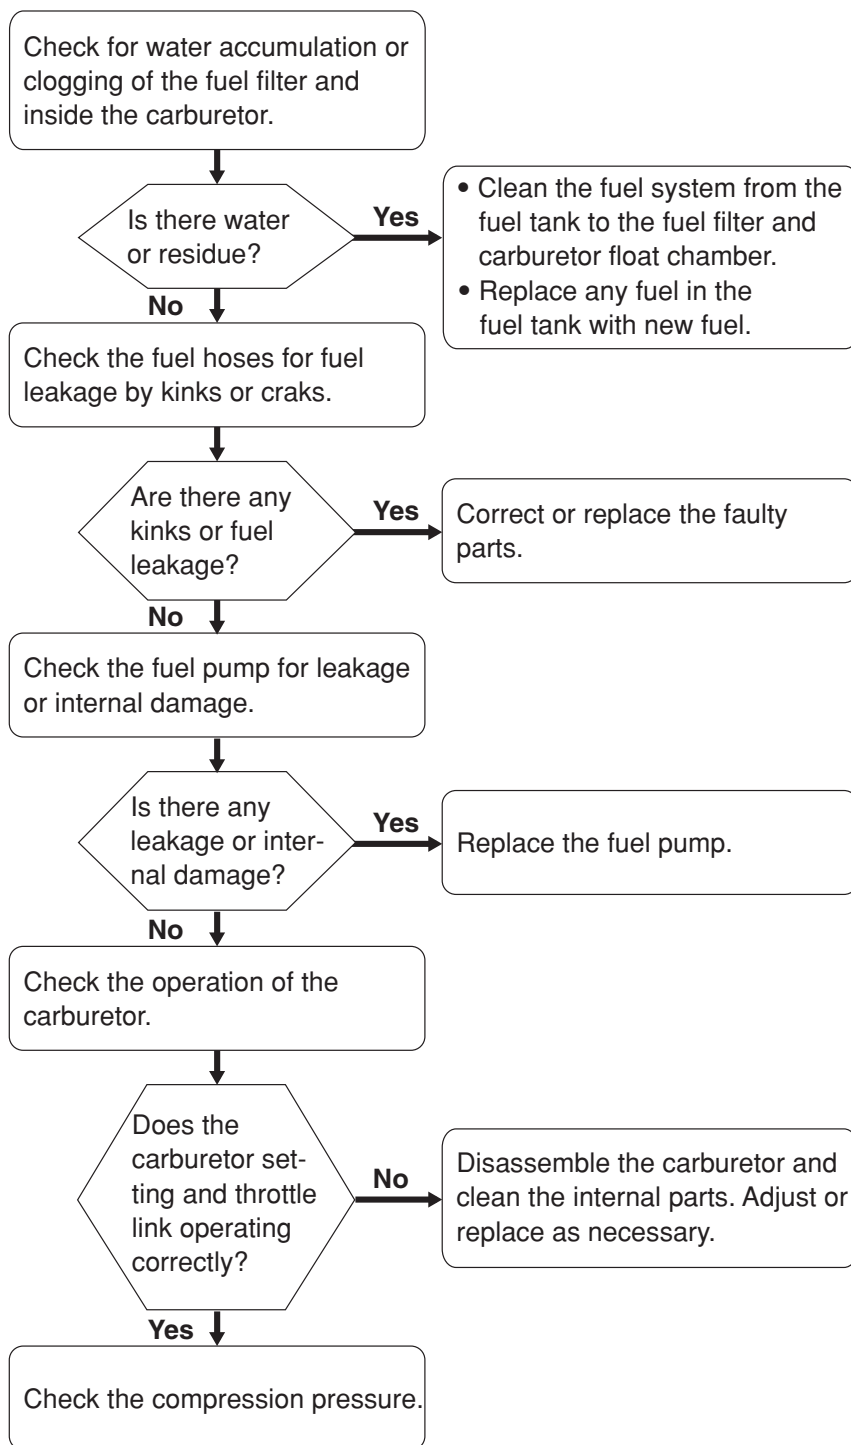 Check for water accumulation or
clogging of the fuel filter and
inside the carburetor.
Is there water
or residue?
Yes
• Clean the fuel system from the
fuel tank to the fuel filter and
carburetor float chamber.
• Replace any fuel in the
fuel tank with new fuel.
No
Check the fuel hoses for fuel
leakage by kinks or craks.
Are there any
kinks or fuel
leakage?
Yes
Correct or replace the faulty
parts.
No
Check the fuel pump for leakage
or internal damage.
Is there any
leakage or inter-
nal damage?
Yes
Replace the fuel pump.
No
Check the operation of the
carburetor.
Does the
carburetor set-
ting and throttle
link operating
correctly?
No
Disassemble the carburetor and
clean the internal parts. Adjust or
replace as necessary.
Yes
Check the compression pressure.